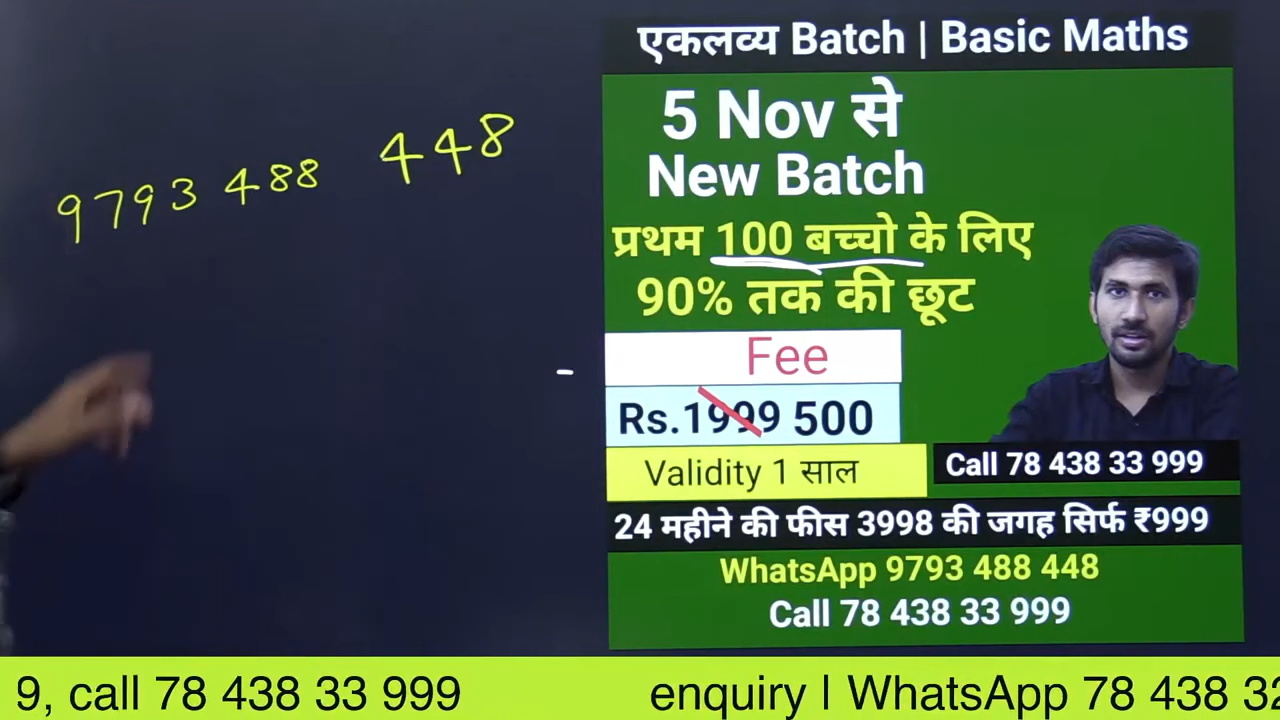 9793 488 448
एकलव्य Batch | Basic Maths
5 Nov से
New Batch
प्रथम 100 बच्चो के लिए
90% तक की छूट
Fee
Rs.1999 500
Validity 1 साल
Call 78 438 33 999
24 महीने की फीस 3998 की जगह सिर्फ ₹999
WhatsApp 9793 488 448
Call 78 438 33 999
9, call 78 438 33 999 enquiry | WhatsApp 78 438 32